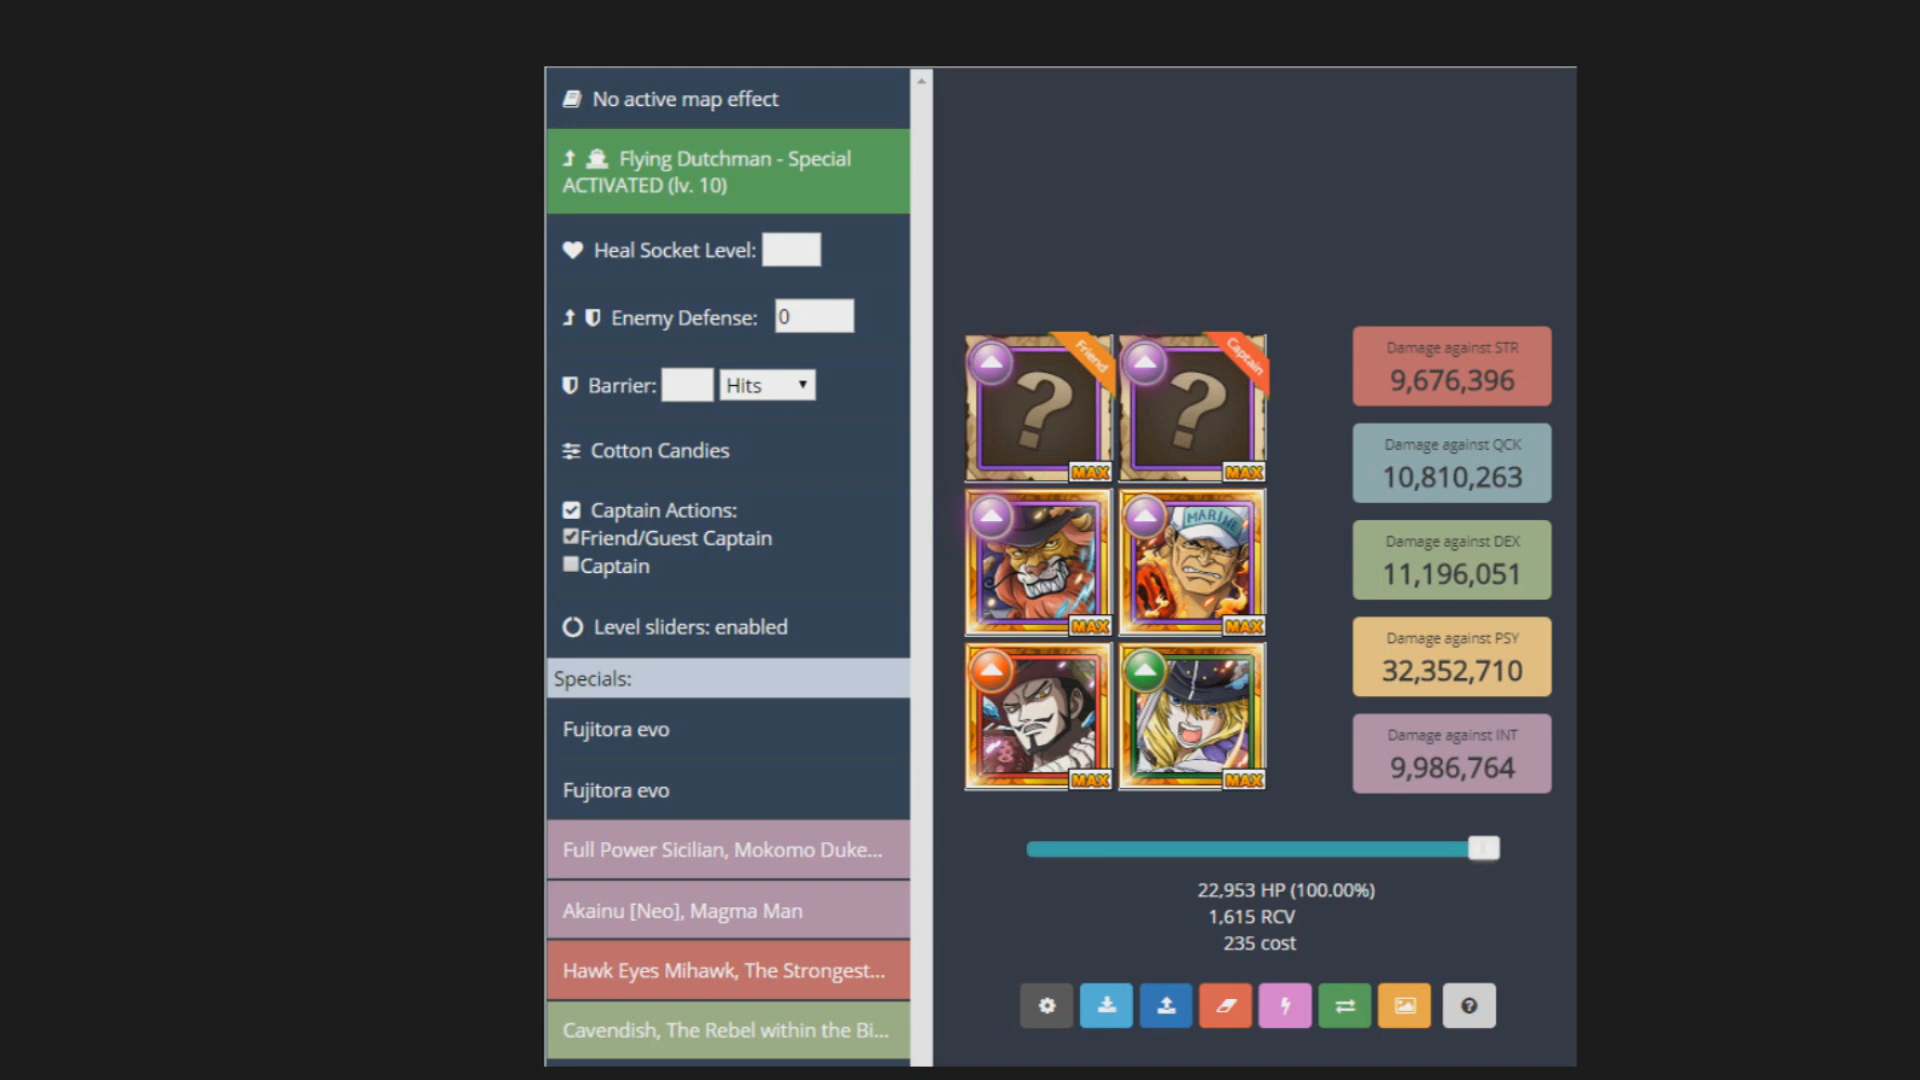 No active map effect
Flying Dutchman - Special
ACTIVATED (lv. 10)
Heal Socket Level:
Enemy Defense: 0
Barrier: Hits
Cotton Candies
Captain Actions:
Friend/Guest Captain
Captain
Level sliders: enabled
Specials:
Fujitora evo
Fujitora evo
Full Power Sicilian, Mokomo Duke...
Akainu [Neo], Magma Man
Hawk Eyes Mihawk, The Strongest...
Cavendish, The Rebel within the Bi...
Friend
Captain
?
?
MAX
MAX
MARINE
MAX
MAX
MAX
MAX
Damage against STR
9,676,396
Damage against QCK
10,810,263
Damage against DEX
11,196,051
Damage against PSY
32,352,710
Damage against INT
9,986,764
22,953 HP (100.00%)
1,615 RCV
235 cost
?